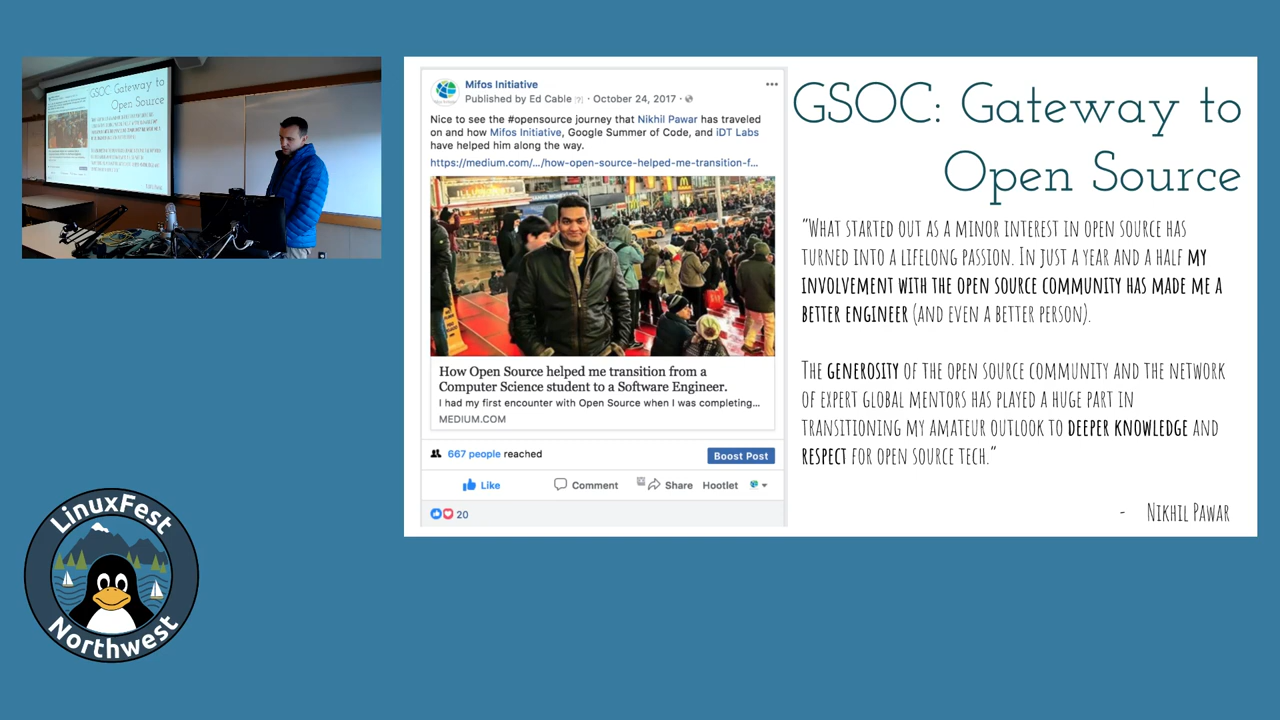 GSOC: Gateway to
Open Source
Mifos Initiative
Published by Ed Cable [?] · October 24, 2017 ·
Nice to see the #opensource journey that Nikhil Pawar has traveled
on and how Mifos Initiative, Google Summer of Code, and iDT Labs
have helped him along the way.
https://medium.com/.../how-open-source-helped-me-transition-f...
How Open Source helped me transition from a
Computer Science student to a Software Engineer.
I had my first encounter with Open Source when I was completing...
MEDIUM.COM
667 people reached
Boost Post
Like
Comment
Share
Hootlet
20
GSOC: Gateway to
Open Source
“What started out as a minor interest in open source has
turned into a lifelong passion. In just a year and a half my
involvement with the open source community has made me a
better engineer (and even a better person).
The generosity of the open source community and the network
of expert global mentors has played a huge part in
transitioning my amateur outlook to deeper knowledge and
respect for open source tech.”
- Nikhil Pawar
LinuxFest
Northwest